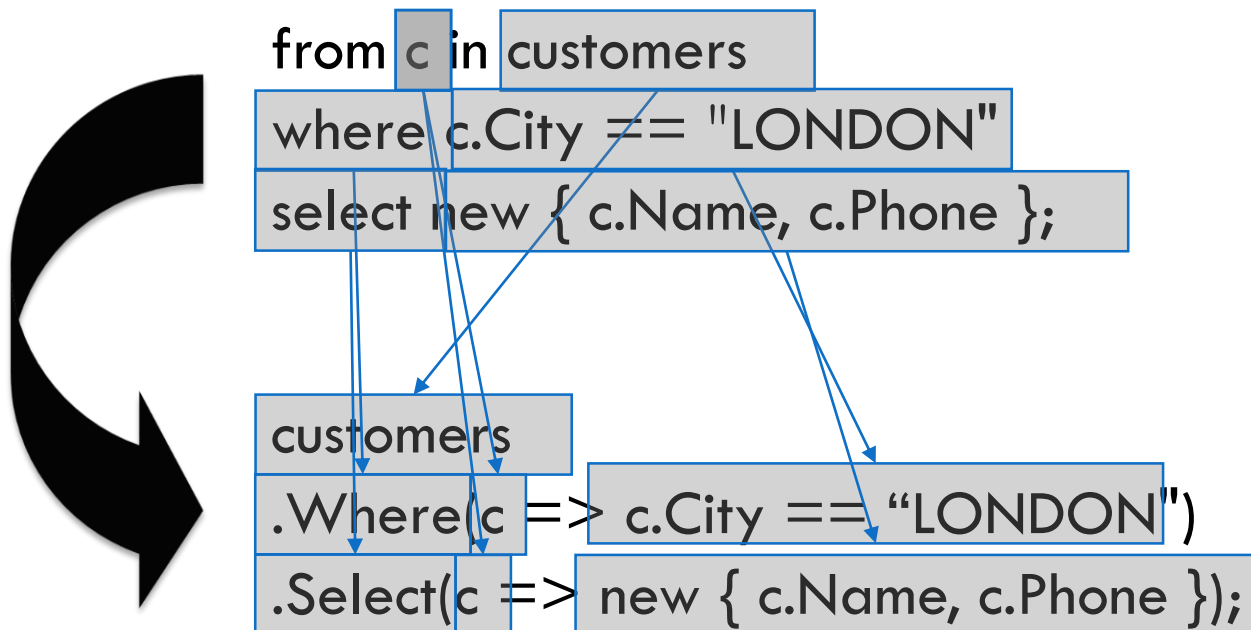 from c in customers
where c.City == "LONDON"
select new { c.Name, c.Phone };
customers
.Where(c => c.City == “LONDON")
.Select(c => new { c.Name, c.Phone });